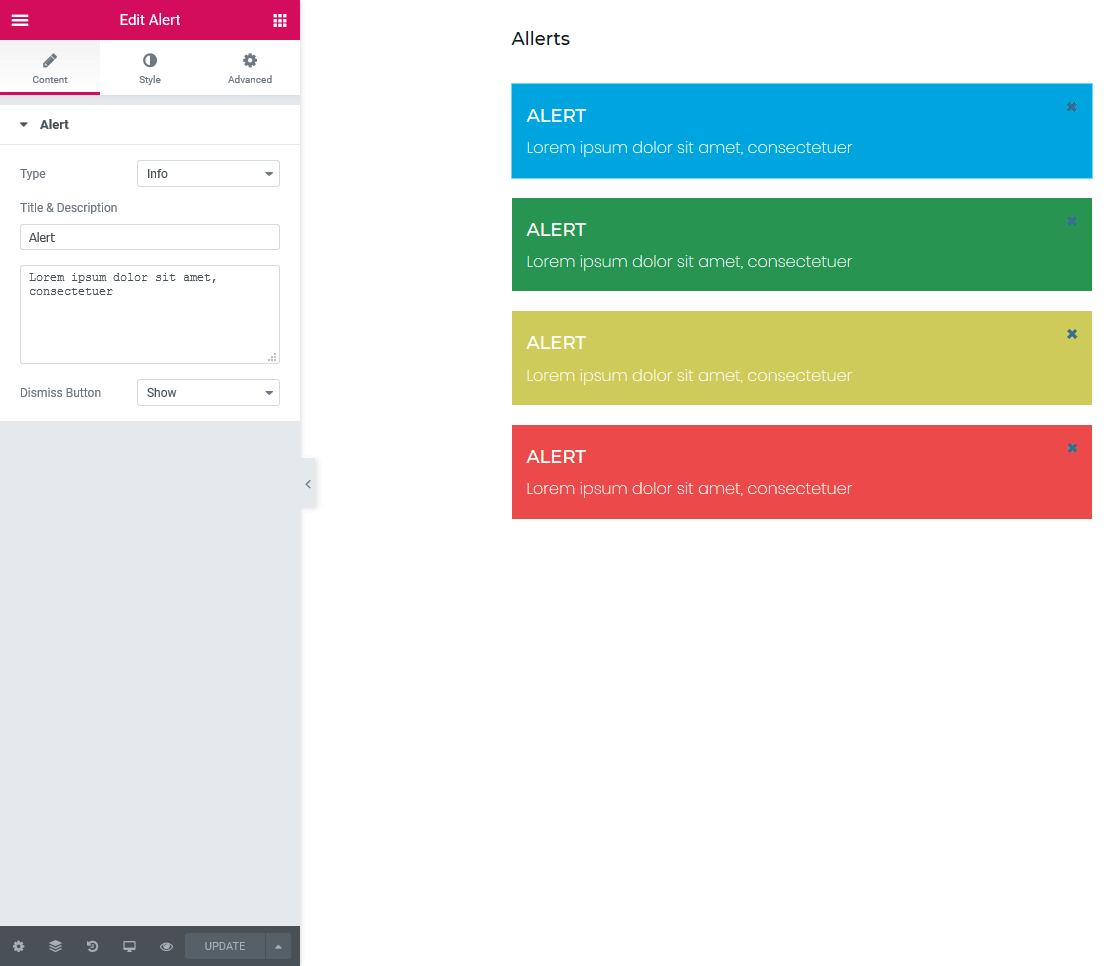 Edit Alert
Content
Style
Advanced
Alert
Type
Info
Title & Description
Alert
Lorem ipsum dolor sit amet,
consectetuer
Dismiss Button
Show
UPDATE
Allerts
ALERT
Lorem ipsum dolor sit amet, consectetuer
ALERT
Lorem ipsum dolor sit amet, consectetuer
ALERT
Lorem ipsum dolor sit amet, consectetuer
ALERT
Lorem ipsum dolor sit amet, consectetuer